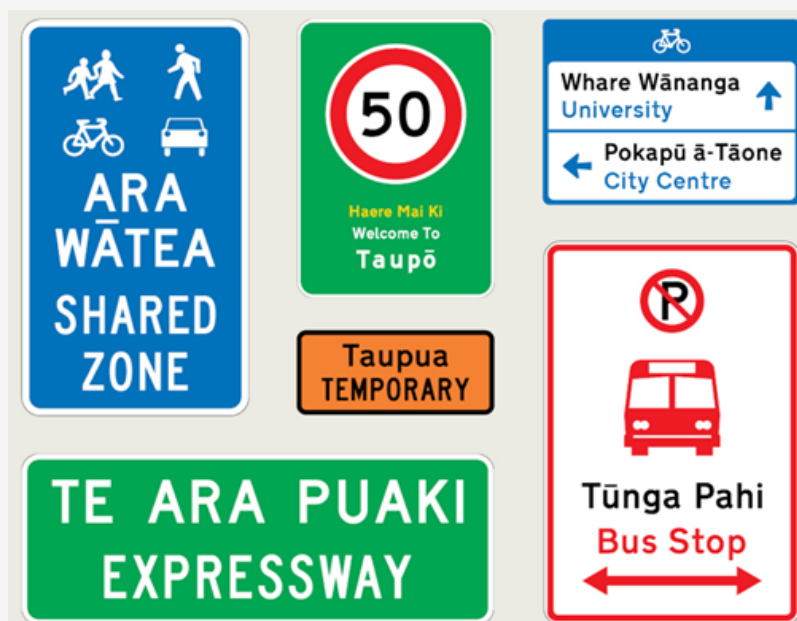 ARA
WĀTEA
SHARED
ZONE
50
Haere Mai Ki
Welcome To
Taupō
Taupua
TEMPORARY
Whare Wānanga
University
Pokapū ā-Tāone
City Centre
P
Tūnga Pahi
Bus Stop
TE ARA PUAKI
EXPRESSWAY